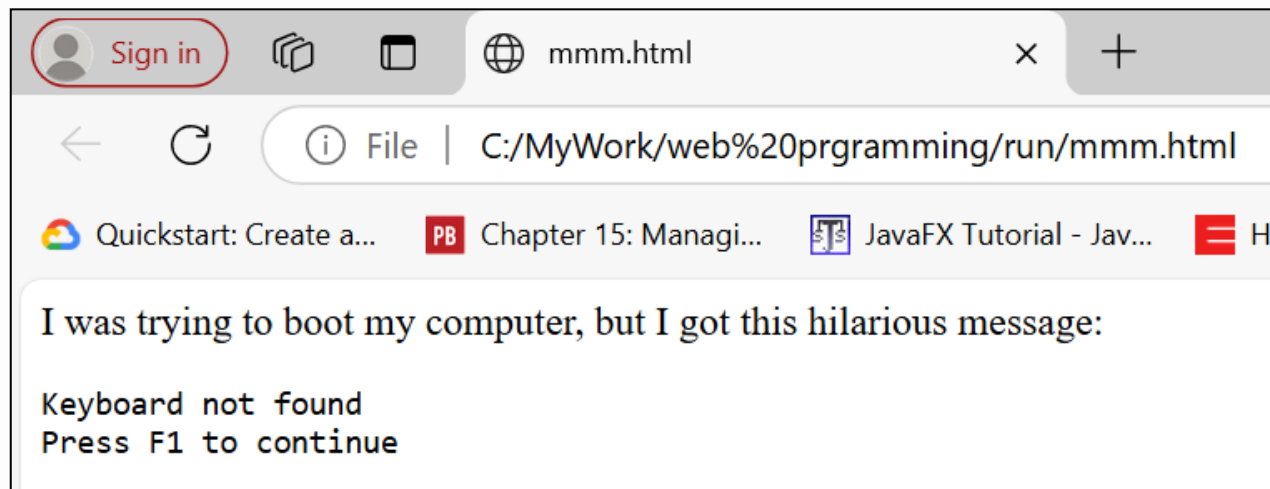 Sign in
mmm.html
File | C:/MyWork/web%20prgramming/run/mmm.html
Quickstart: Create a... PB Chapter 15: Managi... JavaFX Tutorial - Jav... H
I was trying to boot my computer, but I got this hilarious message:
Keyboard not found
Press F1 to continue